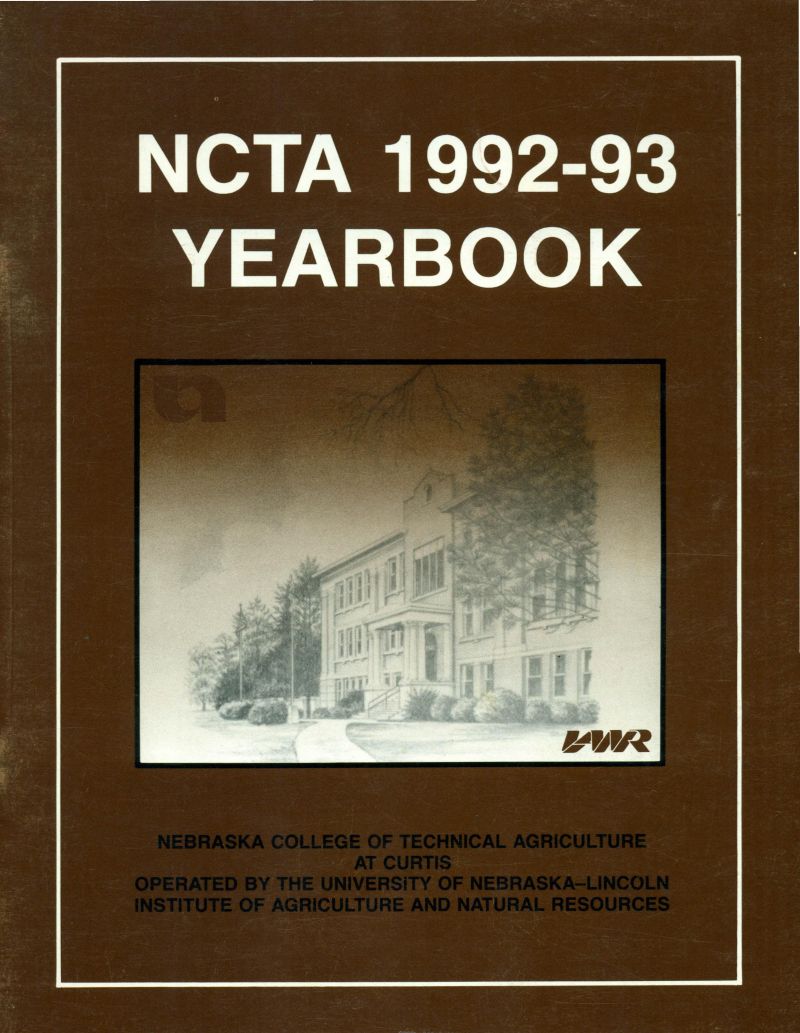 NCTA 1992-93
YEARBOOK
IANR
NEBRASKA COLLEGE OF TECHNICAL AGRICULTURE
AT CURTIS
OPERATED BY THE UNIVERSITY OF NEBRASKA–LINCOLN
INSTITUTE OF AGRICULTURE AND NATURAL RESOURCES